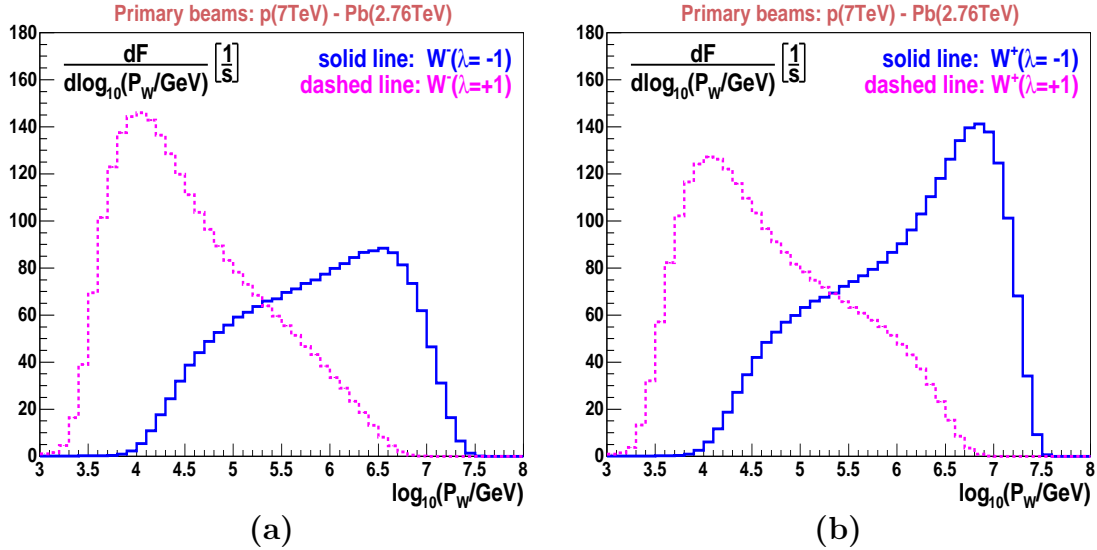 Primary beams: p(7TeV) - Pb(2.76TeV)
dF
dlog₁₀(P_W/GeV) [1/s]
solid line: W⁻(λ= -1)
dashed line: W⁻(λ=+1)
180
160
140
120
100
80
60
40
20
0
3 3.5 4 4.5 5 5.5 6 6.5 7 7.5 8
log₁₀(P_W/GeV)
(a)
Primary beams: p(7TeV) - Pb(2.76TeV)
dF
dlog₁₀(P_W/GeV) [1/s]
solid line: W⁺(λ= -1)
dashed line: W⁺(λ=+1)
180
160
140
120
100
80
60
40
20
0
3 3.5 4 4.5 5 5.5 6 6.5 7 7.5 8
log₁₀(P_W/GeV)
(b)